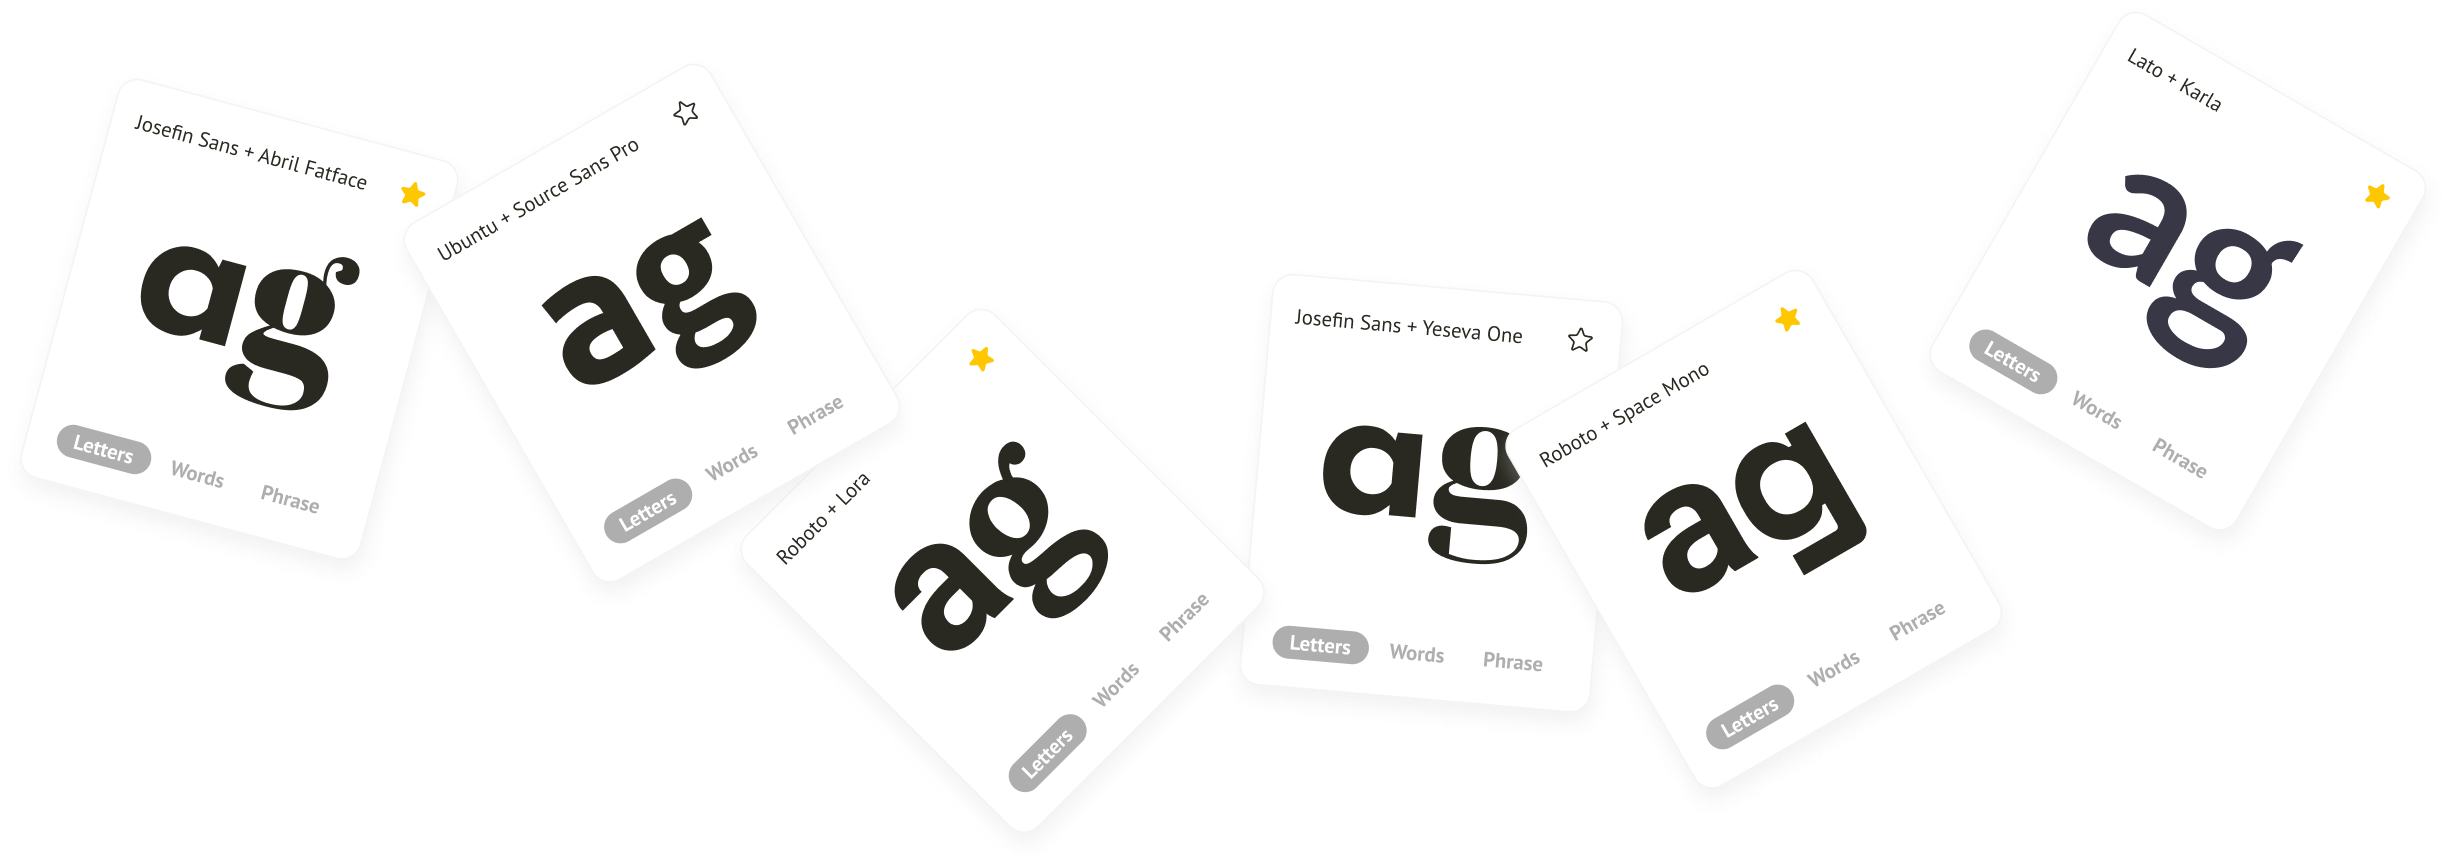 Josefin Sans + Abril Fatface
ag
Letters Words Phrase
Ubuntu + Source Sans Pro
ag
Letters Words Phrase
Roboto + Lora
ag
Letters Words Phrase
Josefin Sans + Yeseva One
ag
Letters Words Phrase
Roboto + Space Mono
ag
Letters Words Phrase
Lato + Karla
ag
Letters Words Phrase